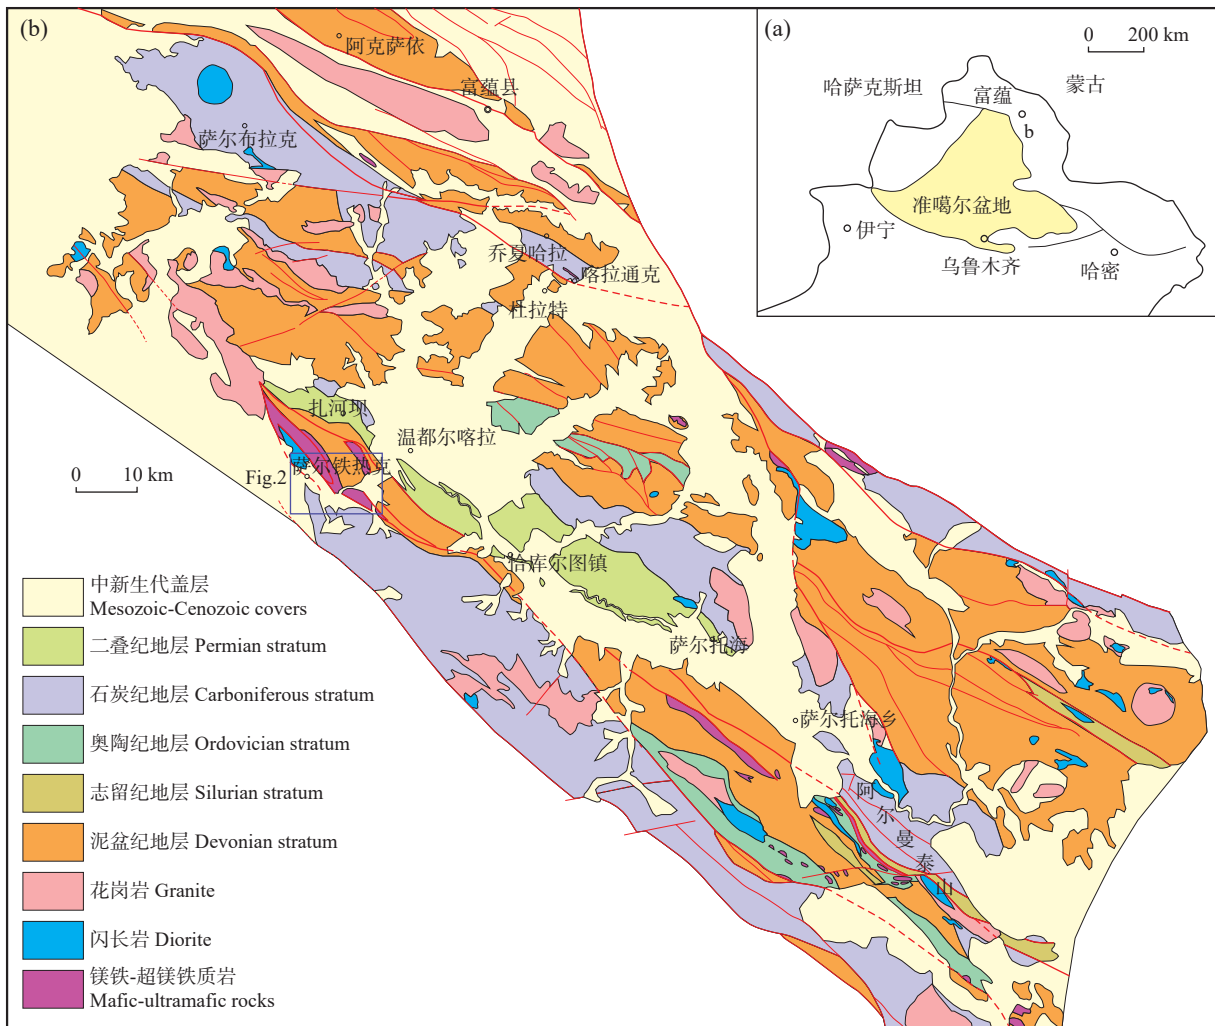 (b)
阿克萨依
富蕴县
萨尔布拉克
乔夏哈拉
喀拉通克
杜拉特
扎河坝
温都尔喀拉
萨尔铁热克
Fig.2
0 10 km
恰库尔图镇
萨尔托海
萨尔托海乡
阿
尔
曼
泰
山
(a)
0 200 km
哈萨克斯坦
蒙古
富蕴
b
准噶尔盆地
伊宁
乌鲁木齐
哈密
中新生代盖层
Mesozoic-Cenozoic covers
二叠纪地层 Permian stratum
石炭纪地层 Carboniferous stratum
奥陶纪地层 Ordovician stratum
志留纪地层 Silurian stratum
泥盆纪地层 Devonian stratum
花岗岩 Granite
闪长岩 Diorite
镁铁-超镁铁质岩
Mafic-ultramafic rocks